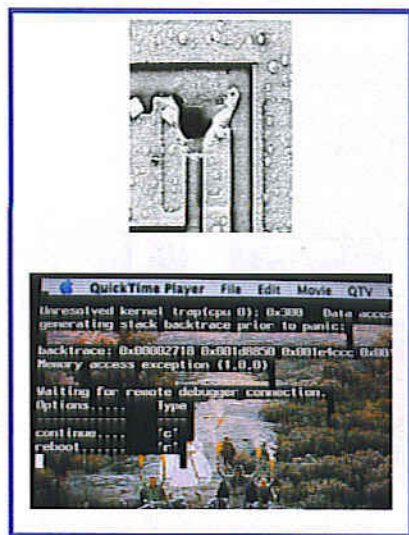 QuickTime Player File Edit Movie QTV
Unresolved kernel trap(cpu 0): 0x300 Data acces
generating stack backtrace prior to panic:
backtrace: 0x00002718 0x001d8850 0x001e4ccc 0x001
Memory access exception (1,0,0)
Waiting for remote debugger connection.
Options..... Type
continue.... 'c'
reboot...... 'r'